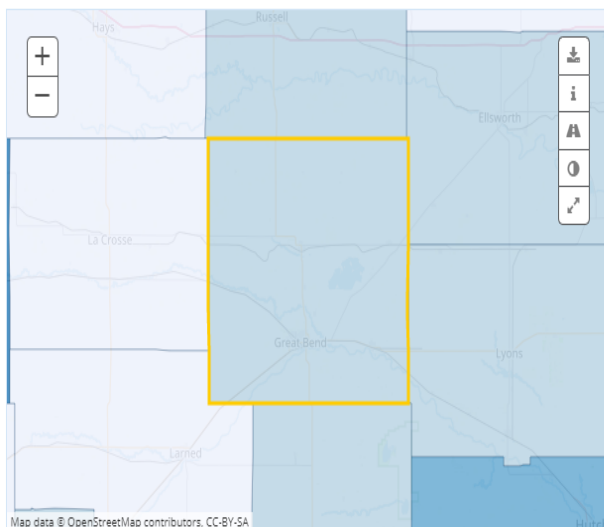 Russell
Hays
+
−
i
Ellsworth
La Crosse
Great Bend
Lyons
Larned
Map data © OpenStreetMap contributors, CC-BY-SA